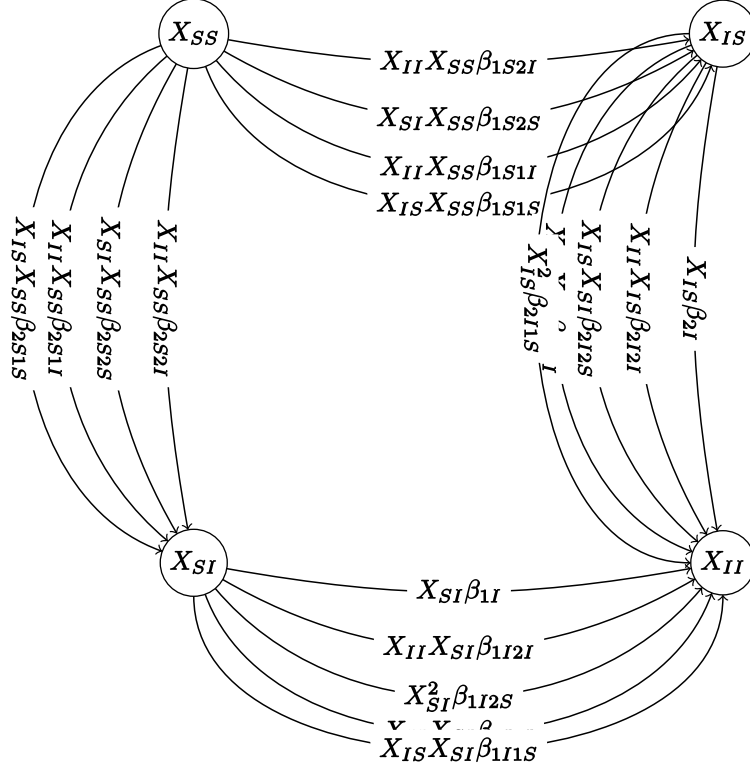 X_{SS}
X_{IS}
X_{II}X_{SS}β_{1S2I}
X_{SI}X_{SS}β_{1S2S}
X_{II}X_{SS}β_{1S1I}
X_{IS}X_{SS}β_{1S1S}
X_{IS}X_{SS}β_{2S1S}
X_{II}X_{SS}β_{2S1I}
X_{SI}X_{SS}β_{2S2S}
X_{II}X_{SS}β_{2S2I}
X_{IS}^2β_{2I1S}
X_{IS}X_{SI}β_{2I2S}
X_{II}X_{IS}β_{2I2I}
X_{IS}β_{2I}
X_{SI}
X_{II}
X_{SI}β_{1I}
X_{II}X_{SI}β_{1I2I}
X_{SI}^2β_{1I2S}
X_{IS}X_{SI}β_{1I1S}